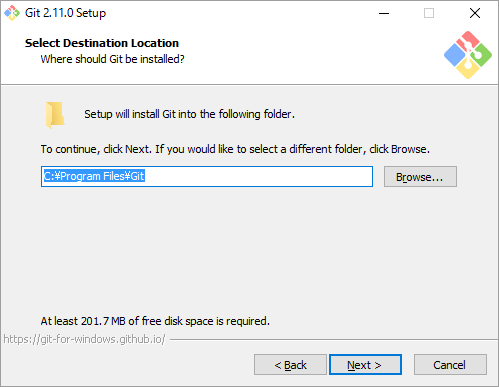 Git 2.11.0 Setup
Select Destination Location
Where should Git be installed?
Setup will install Git into the following folder.
To continue, click Next. If you would like to select a different folder, click Browse.
C:¥Program Files¥Git
Browse...
At least 201.7 MB of free disk space is required.
https://git-for-windows.github.io/
< Back
Next >
Cancel